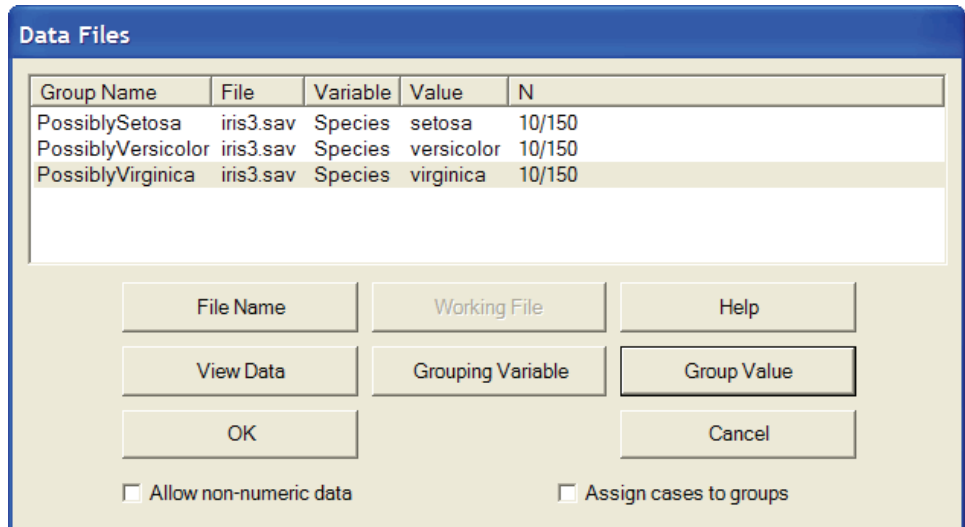 Data Files
Group Name File Variable Value N
PossiblySetosa iris3.sav Species setosa 10/150
PossiblyVersicolor iris3.sav Species versicolor 10/150
PossiblyVirginica iris3.sav Species virginica 10/150
File Name Working File Help
View Data Grouping Variable Group Value
OK Cancel
Allow non-numeric data Assign cases to groups